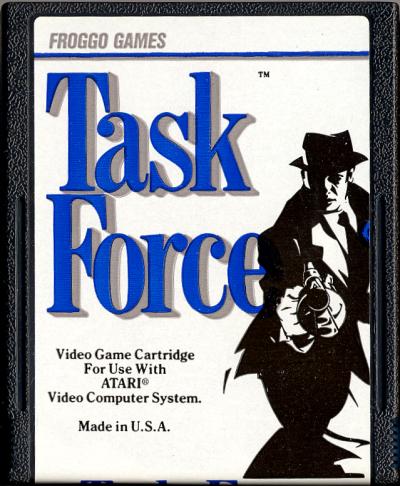 FROGGO GAMES
Task
™
Force
Video Game Cartridge
For Use With
ATARI®
Video Computer System.
Made in U.S.A.